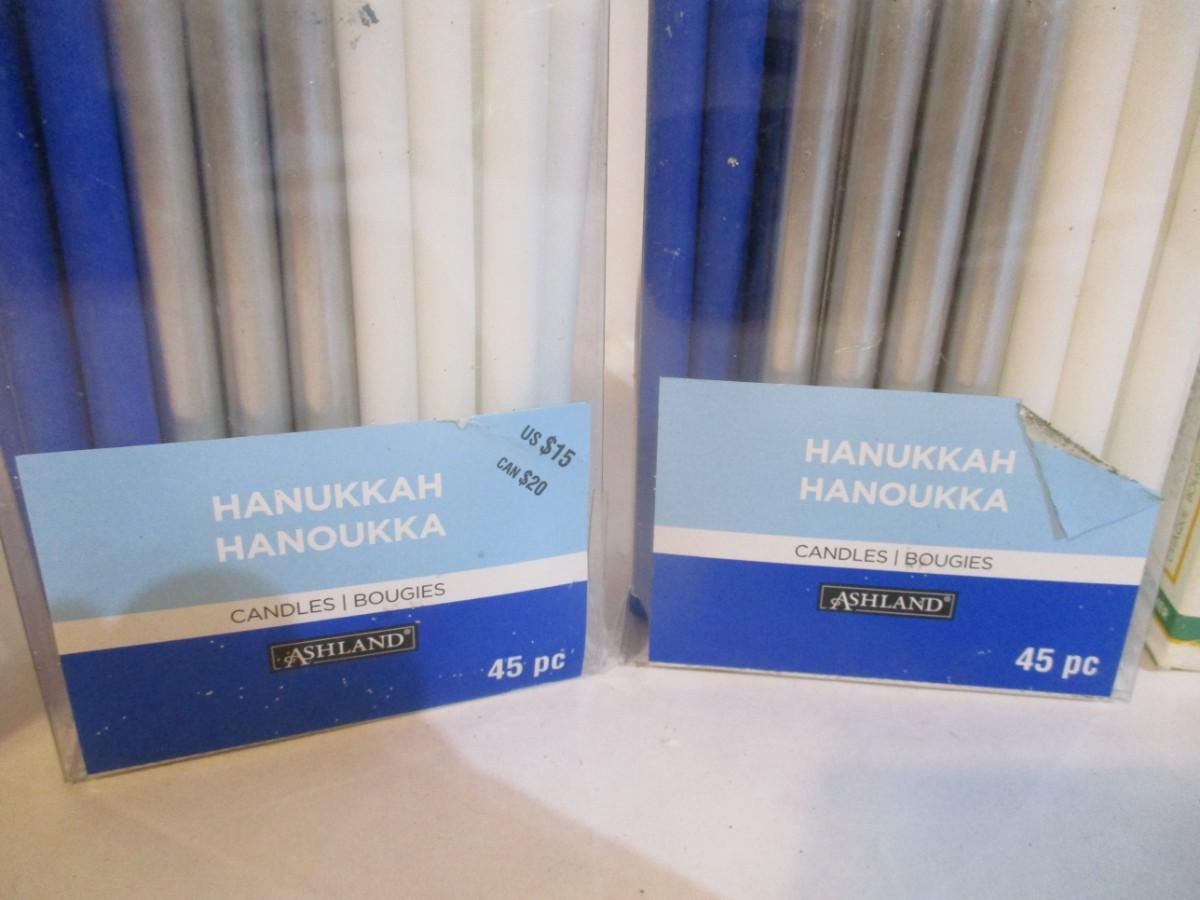 US $15
CAN $20
HANUKKAH
HANOUKKA
CANDLES | BOUGIES
ASHLAND®
45 pc
HANUKKAH
HANOUKKA
CANDLES | BOUGIES
ASHLAND®
45 pc